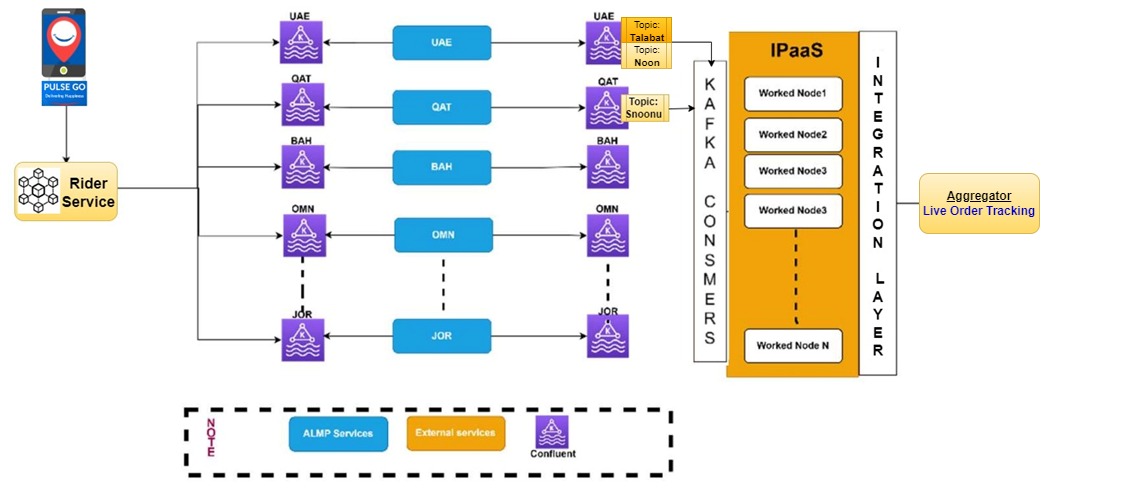 PULSE GO
Delivering Happiness
Rider
Service
UAE
QAT
BAH
OMN
JOR
UAE
QAT
BAH
OMN
JOR
UAE
QAT
BAH
OMN
JOR
Topic:
Talabat
Topic:
Noon
Topic:
Snoonu
KAFKA CONSMERS
IPaaS
Worked Node1
Worked Node2
Worked Node3
Worked Node3
Worked Node N
INTEGRATION LAYER
Aggregator
Live Order Tracking
NOTE
ALMP Services
External services
Confluent